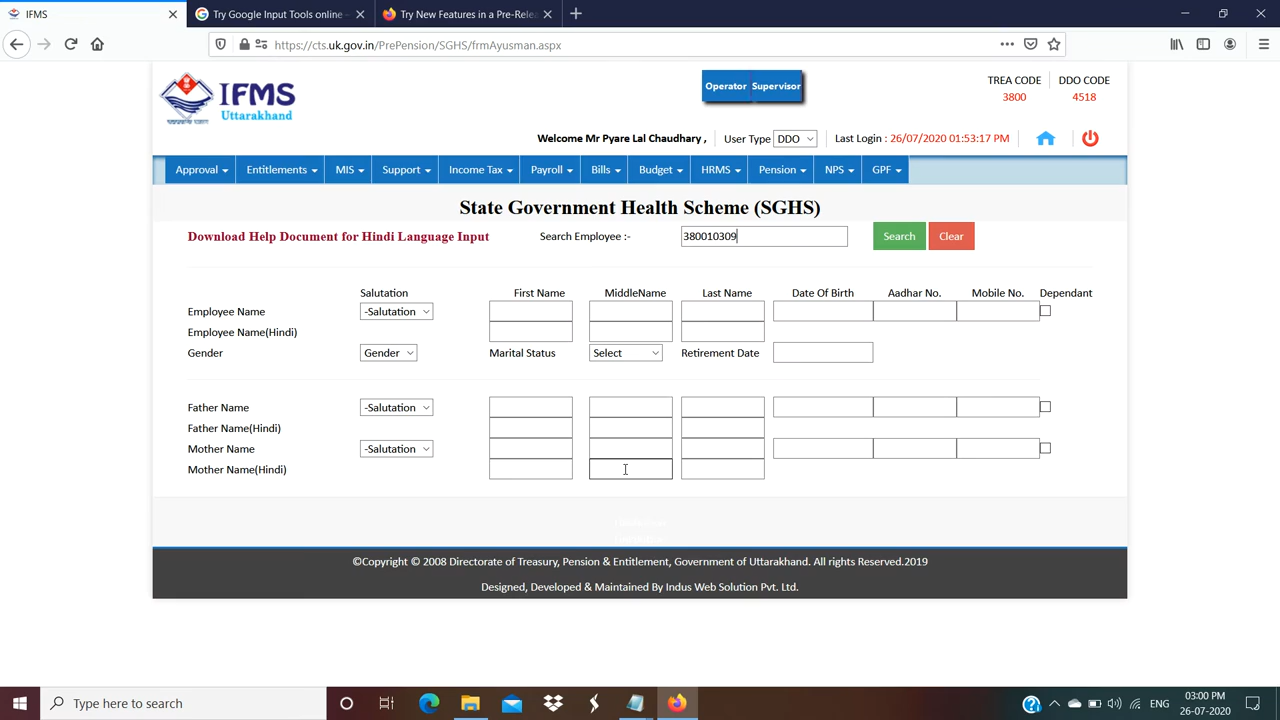 IFMS
Try Google Input Tools online –
Try New Features in a Pre-Rele
https://cts.uk.gov.in/PrePension/SGHS/frmAyusman.aspx
IFMS
Uttarakhand
Operator Supervisor
TREA CODE DDO CODE
3800 4518
Welcome Mr Pyare Lal Chaudhary , User Type DDO Last Login : 26/07/2020 01:53:17 PM
Approval Entitlements MIS Support Income Tax Payroll Bills Budget HRMS Pension NPS GPF
State Government Health Scheme (SGHS)
Download Help Document for Hindi Language Input Search Employee :- 380010309 Search Clear
Salutation First Name MiddleName Last Name Date Of Birth Aadhar No. Mobile No. Dependant
Employee Name -Salutation
Employee Name(Hindi)
Gender Gender Marital Status Select Retirement Date
Father Name -Salutation
Father Name(Hindi)
Mother Name -Salutation
Mother Name(Hindi)
©Copyright © 2008 Directorate of Treasury, Pension & Entitlement, Government of Uttarakhand. All rights Reserved.2019
Designed, Developed & Maintained By Indus Web Solution Pvt. Ltd.
Type here to search
ENG
03:00 PM
26-07-2020